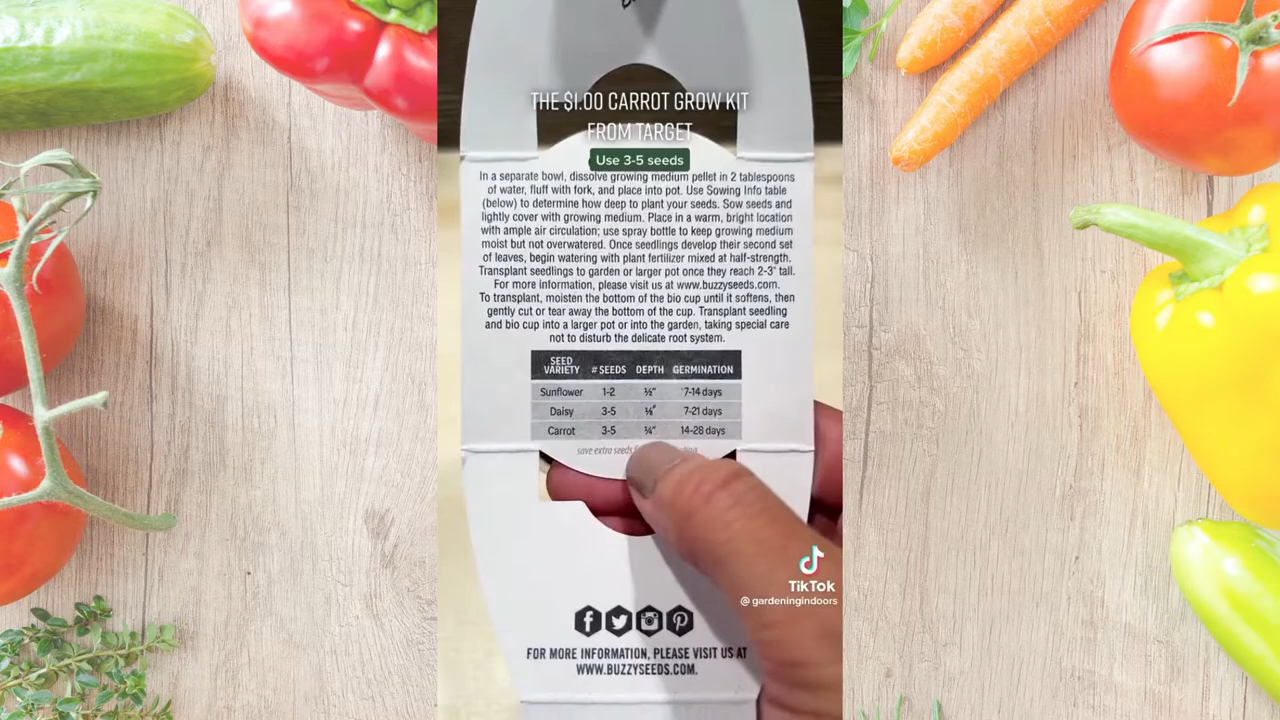 THE $1.00 CARROT GROW KIT
FROM TARGET
Use 3-5 seeds
In a separate bowl, dissolve growing medium pellet in 2 tablespoons
of water, fluff with fork, and place into pot. Use Sowing Info table
(below) to determine how deep to plant your seeds. Sow seeds and
lightly cover with growing medium. Place in a warm, bright location
with ample air circulation; use spray bottle to keep growing medium
moist but not overwatered. Once seedlings develop their second set
of leaves, begin watering with plant fertilizer mixed at half-strength.
Transplant seedlings to garden or larger pot once they reach 2-3" tall.
For more information, please visit us at www.buzzyseeds.com.
To transplant, moisten the bottom of the bio cup until it softens, then
gently cut or tear away the bottom of the cup. Transplant seedling
and bio cup into a larger pot or into the garden, taking special care
not to disturb the delicate root system.
SEED VARIETY # SEEDS DEPTH GERMINATION
Sunflower 1-2 ½" 7-14 days
Daisy 3-5 ⅛" 7-21 days
Carrot 3-5 ¼" 14-28 days
save extra seeds
TikTok
@gardeningindoors
FOR MORE INFORMATION, PLEASE VISIT US AT
WWW.BUZZYSEEDS.COM.